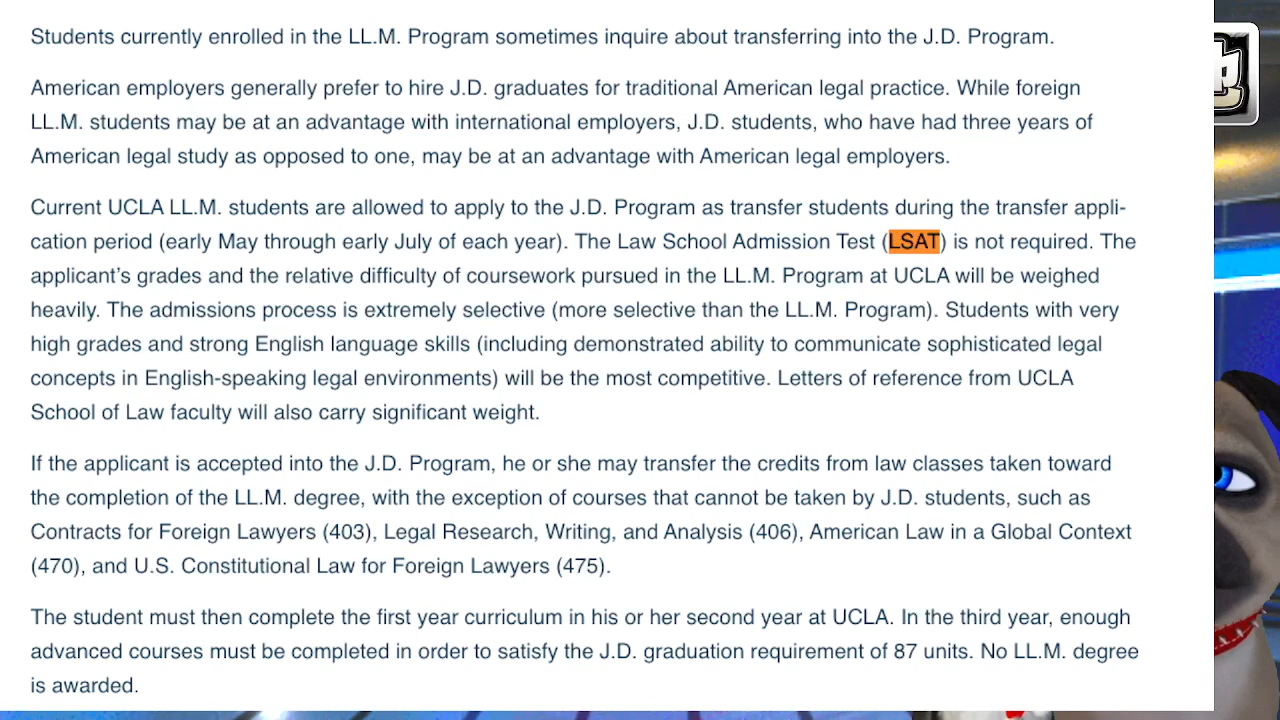 Students currently enrolled in the LL.M. Program sometimes inquire about transferring into the J.D. Program.
American employers generally prefer to hire J.D. graduates for traditional American legal practice. While foreign
LL.M. students may be at an advantage with international employers, J.D. students, who have had three years of
American legal study as opposed to one, may be at an advantage with American legal employers.
Current UCLA LL.M. students are allowed to apply to the J.D. Program as transfer students during the transfer appli-
cation period (early May through early July of each year). The Law School Admission Test (LSAT) is not required. The
applicant's grades and the relative difficulty of coursework pursued in the LL.M. Program at UCLA will be weighed
heavily. The admissions process is extremely selective (more selective than the LL.M. Program). Students with very
high grades and strong English language skills (including demonstrated ability to communicate sophisticated legal
concepts in English-speaking legal environments) will be the most competitive. Letters of reference from UCLA
School of Law faculty will also carry significant weight.
If the applicant is accepted into the J.D. Program, he or she may transfer the credits from law classes taken toward
the completion of the LL.M. degree, with the exception of courses that cannot be taken by J.D. students, such as
Contracts for Foreign Lawyers (403), Legal Research, Writing, and Analysis (406), American Law in a Global Context
(470), and U.S. Constitutional Law for Foreign Lawyers (475).
The student must then complete the first year curriculum in his or her second year at UCLA. In the third year, enough
advanced courses must be completed in order to satisfy the J.D. graduation requirement of 87 units. No LL.M. degree
is awarded.